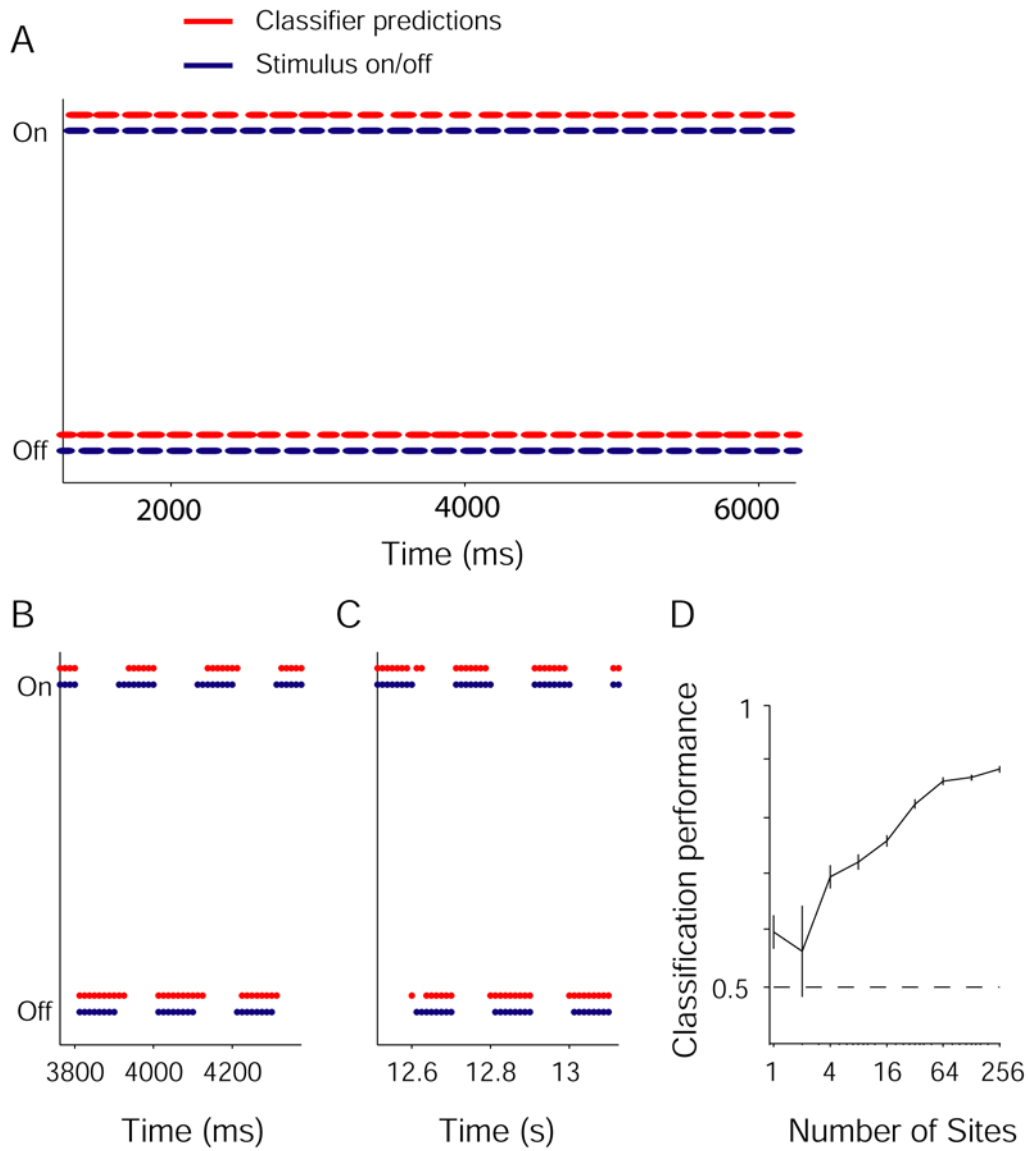 A
Classifier predictions
Stimulus on/off
On
Off
2000 4000 6000
Time (ms)
B
On
Off
3800 4000 4200
Time (ms)
C
12.6 12.8 13
Time (s)
D
Classification performance
1
0.5
1 4 16 64 256
Number of Sites